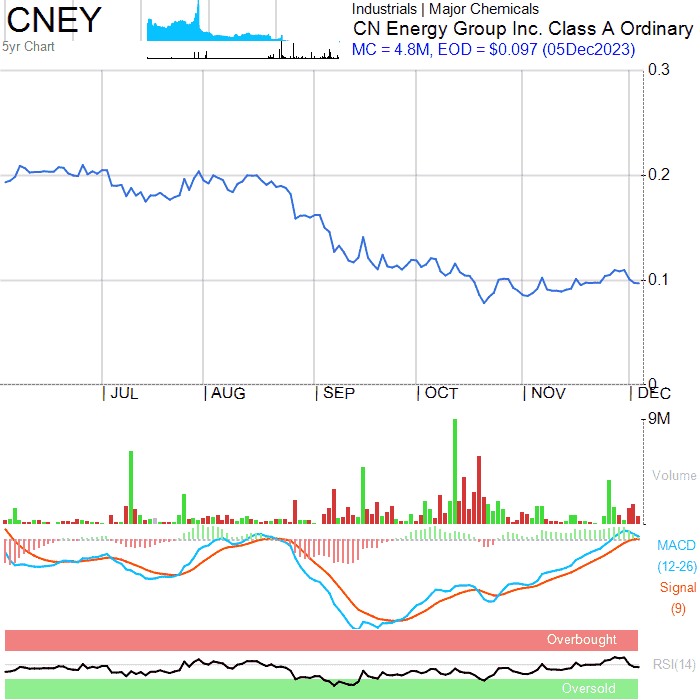 CNEY
5yr Chart
Industrials | Major Chemicals
CN Energy Group Inc. Class A Ordinary
MC = 4.8M, EOD = $0.097 (05Dec2023)
0.3
0.2
0.1
0
| JUL | AUG | SEP | OCT | NOV | DEC
9M
Volume
MACD
(12-26)
Signal
(9)
Overbought
RSI(14)
Oversold